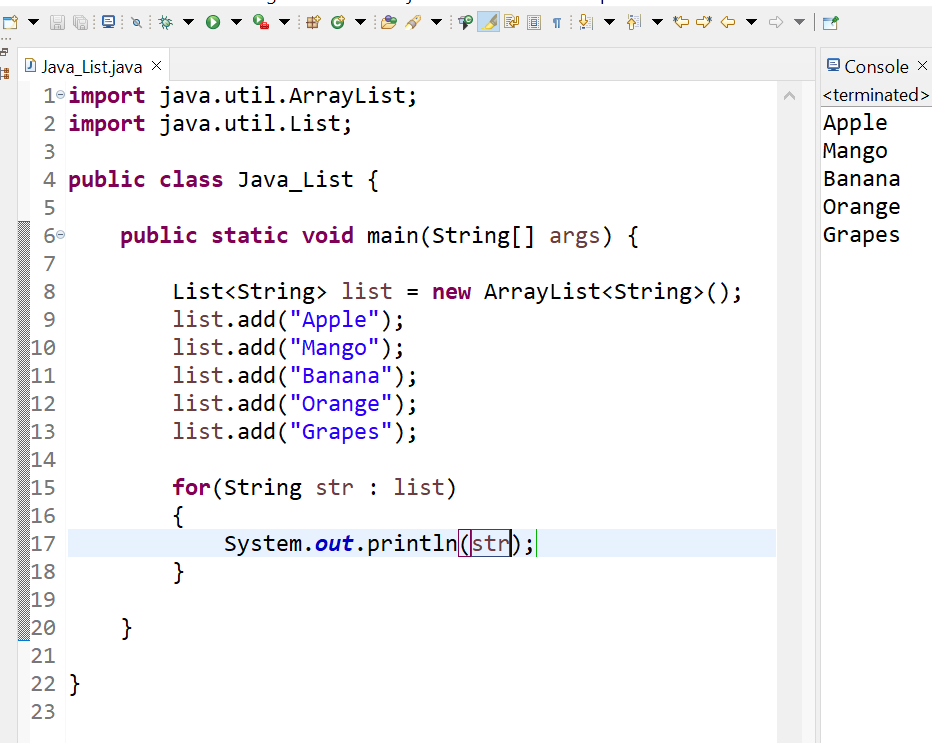 Java_List.java
1 import java.util.ArrayList;
2 import java.util.List;
3
4 public class Java_List {
5
6 public static void main(String[] args) {
7
8 List<String> list = new ArrayList<String>();
9 list.add("Apple");
10 list.add("Mango");
11 list.add("Banana");
12 list.add("Orange");
13 list.add("Grapes");
14
15 for(String str : list)
16 {
17 System.out.println(str);
18 }
19
20 }
21
22 }
23
Console
<terminated>
Apple
Mango
Banana
Orange
Grapes